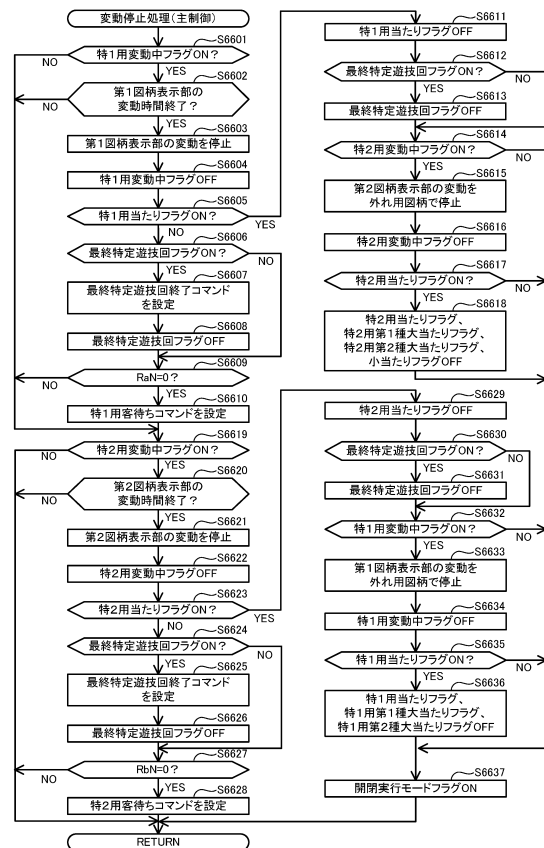 変動停止処理(主制御)
S6601
特1用変動中フラグON?
NO
YES
S6602
第1図柄表示部の
変動時間終了?
NO
YES
S6603
第1図柄表示部の変動を停止
S6604
特1用変動中フラグOFF
S6605
特1用当たりフラグON?
YES
NO
S6606
最終特定遊技回フラグON?
NO
YES
S6607
最終特定遊技回終了コマンド
を設定
S6608
最終特定遊技回フラグOFF
S6609
RaN=0?
NO
YES
S6610
特1用客待ちコマンドを設定
S6619
特2用変動中フラグON?
NO
YES
S6620
第2図柄表示部の
変動時間終了?
NO
YES
S6621
第2図柄表示部の変動を停止
S6622
特2用変動中フラグOFF
S6623
特2用当たりフラグON?
YES
NO
S6624
最終特定遊技回フラグON?
NO
YES
S6625
最終特定遊技回終了コマンド
を設定
S6626
最終特定遊技回フラグOFF
S6627
RbN=0?
NO
YES
S6628
特2用客待ちコマンドを設定
RETURN
S6611
特1用当たりフラグOFF
S6612
最終特定遊技回フラグON?
NO
YES
S6613
最終特定遊技回フラグOFF
S6614
特2用変動中フラグON?
NO
YES
S6615
第2図柄表示部の変動を
外れ用図柄で停止
S6616
特2用変動中フラグOFF
S6617
特2用当たりフラグON?
NO
YES
S6618
特2用当たりフラグ、
特2用第1種大当たりフラグ、
特2用第2種大当たりフラグ、
小当たりフラグOFF
S6629
特2用当たりフラグOFF
S6630
最終特定遊技回フラグON?
NO
YES
S6631
最終特定遊技回フラグOFF
S6632
特1用変動中フラグON?
NO
YES
S6633
第1図柄表示部の変動を
外れ用図柄で停止
S6634
特1用変動中フラグOFF
S6635
特1用当たりフラグON?
NO
YES
S6636
特1用当たりフラグ、
特1用第1種大当たりフラグ、
特1用第2種大当たりフラグOFF
S6637
開閉実行モードフラグON